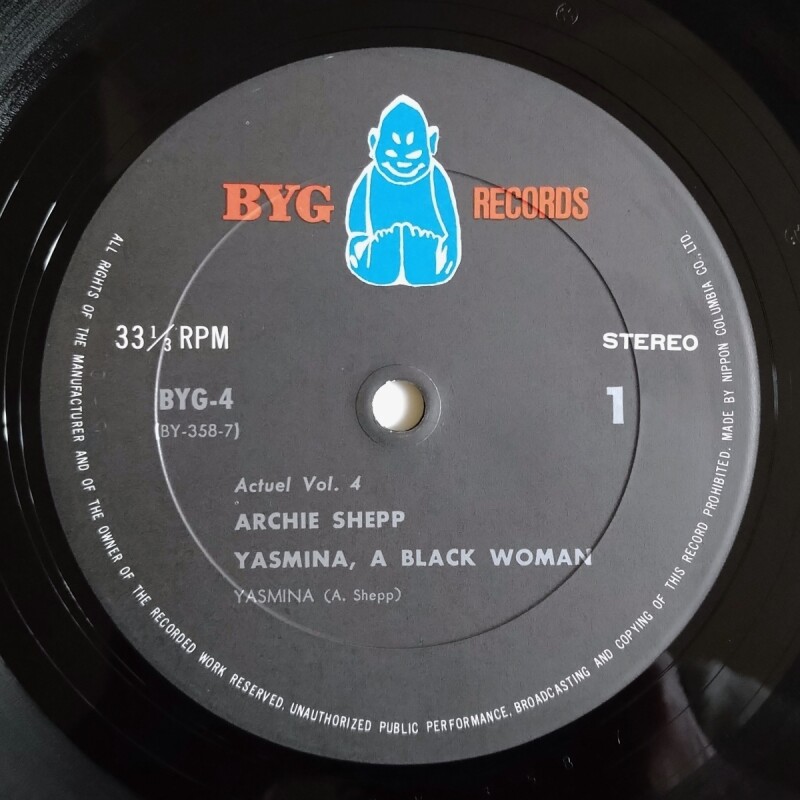 BYG RECORDS
33 1/3 RPM
STEREO
BYG-4
1
(BY-358-7)
Actuel Vol. 4
ARCHIE SHEPP
YASMINA, A BLACK WOMAN
YASMINA (A. Shepp)
ALL RIGHTS OF THE MANUFACTURER AND OF THE OWNER OF THE RECORDED WORK RESERVED. UNAUTHORIZED PUBLIC PERFORMANCE, BROADCASTING AND COPYING OF THIS RECORD PROHIBITED. MADE BY NIPPON COLUMBIA CO., LTD.